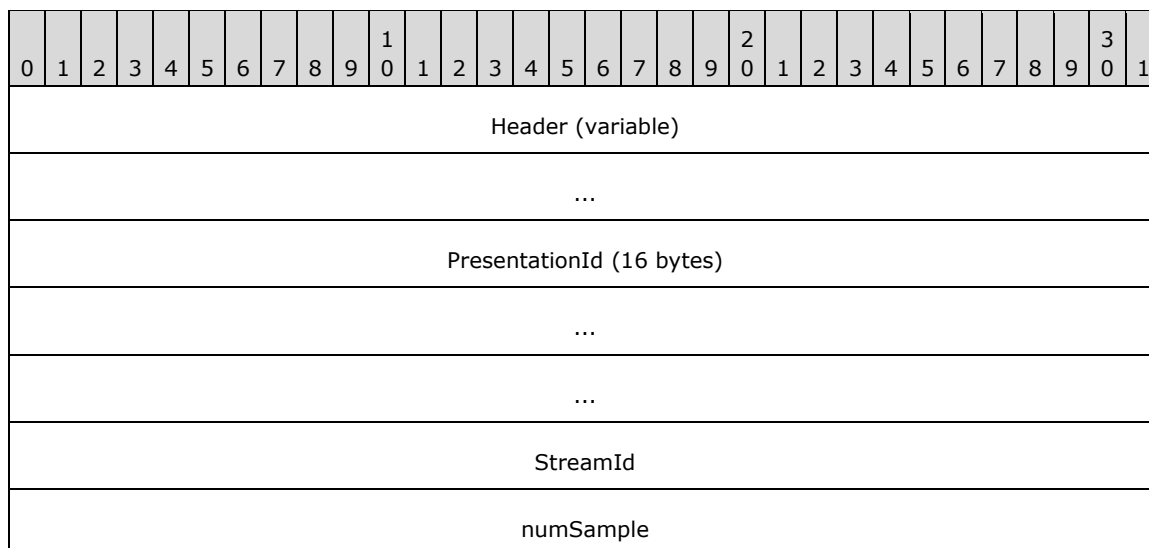 1 2 3
0 1 2 3 4 5 6 7 8 9 0 1 2 3 4 5 6 7 8 9 0 1 2 3 4 5 6 7 8 9 0 1
Header (variable)
...
PresentationId (16 bytes)
...
...
StreamId
numSample